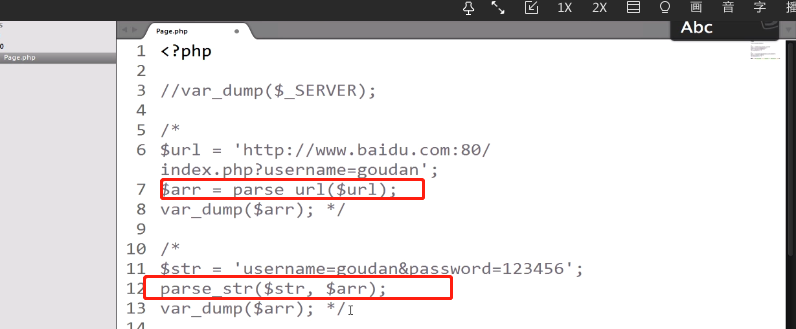 1X 2X 画 音 字
Abc
0
Page.php
Page.php
1 <?php
2
3 //var_dump($_SERVER);
4
5 /*
6 $url = 'http://www.baidu.com:80/
index.php?username=goudan';
7 $arr = parse_url($url);
8 var_dump($arr); */
9
10 /*
11 $str = 'username=goudan&password=123456';
12 parse_str($str, $arr);
13 var_dump($arr); */
14